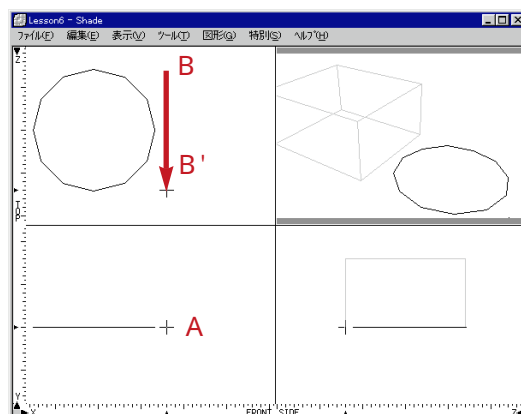 Lesson6 - Shade
ファイル(F) 編集(E) 表示(V) ツール(T) 図形(G) 特別(S) ヘルプ(H)
Z
B
B'
TOP
A
Y
X FRONT SIDE Z